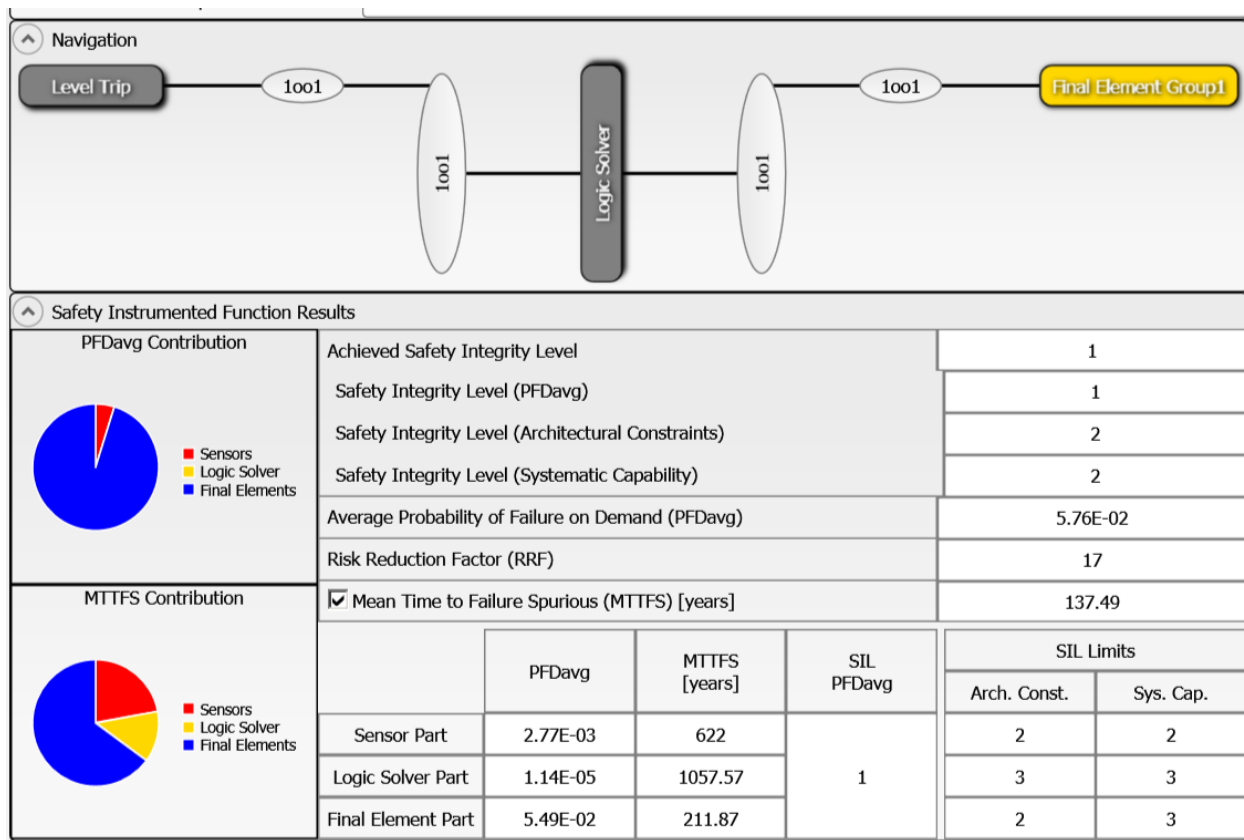 Navigation
Level Trip
1oo1
1oo1
Logic Solver
1oo1
1oo1
Final Element Group1
Safety Instrumented Function Results
PFDavg Contribution
Sensors
Logic Solver
Final Elements
MTTFS Contribution
Sensors
Logic Solver
Final Elements
Achieved Safety Integrity Level 1
Safety Integrity Level (PFDavg) 1
Safety Integrity Level (Architectural Constraints) 2
Safety Integrity Level (Systematic Capability) 2
Average Probability of Failure on Demand (PFDavg) 5.76E-02
Risk Reduction Factor (RRF) 17
Mean Time to Failure Spurious (MTTFS) [years] 137.49
PFDavg
MTTFS
[years]
SIL
PFDavg
SIL Limits
Arch. Const. Sys. Cap.
Sensor Part 2.77E-03 622 2 2
Logic Solver Part 1.14E-05 1057.57 1 3 3
Final Element Part 5.49E-02 211.87 2 3